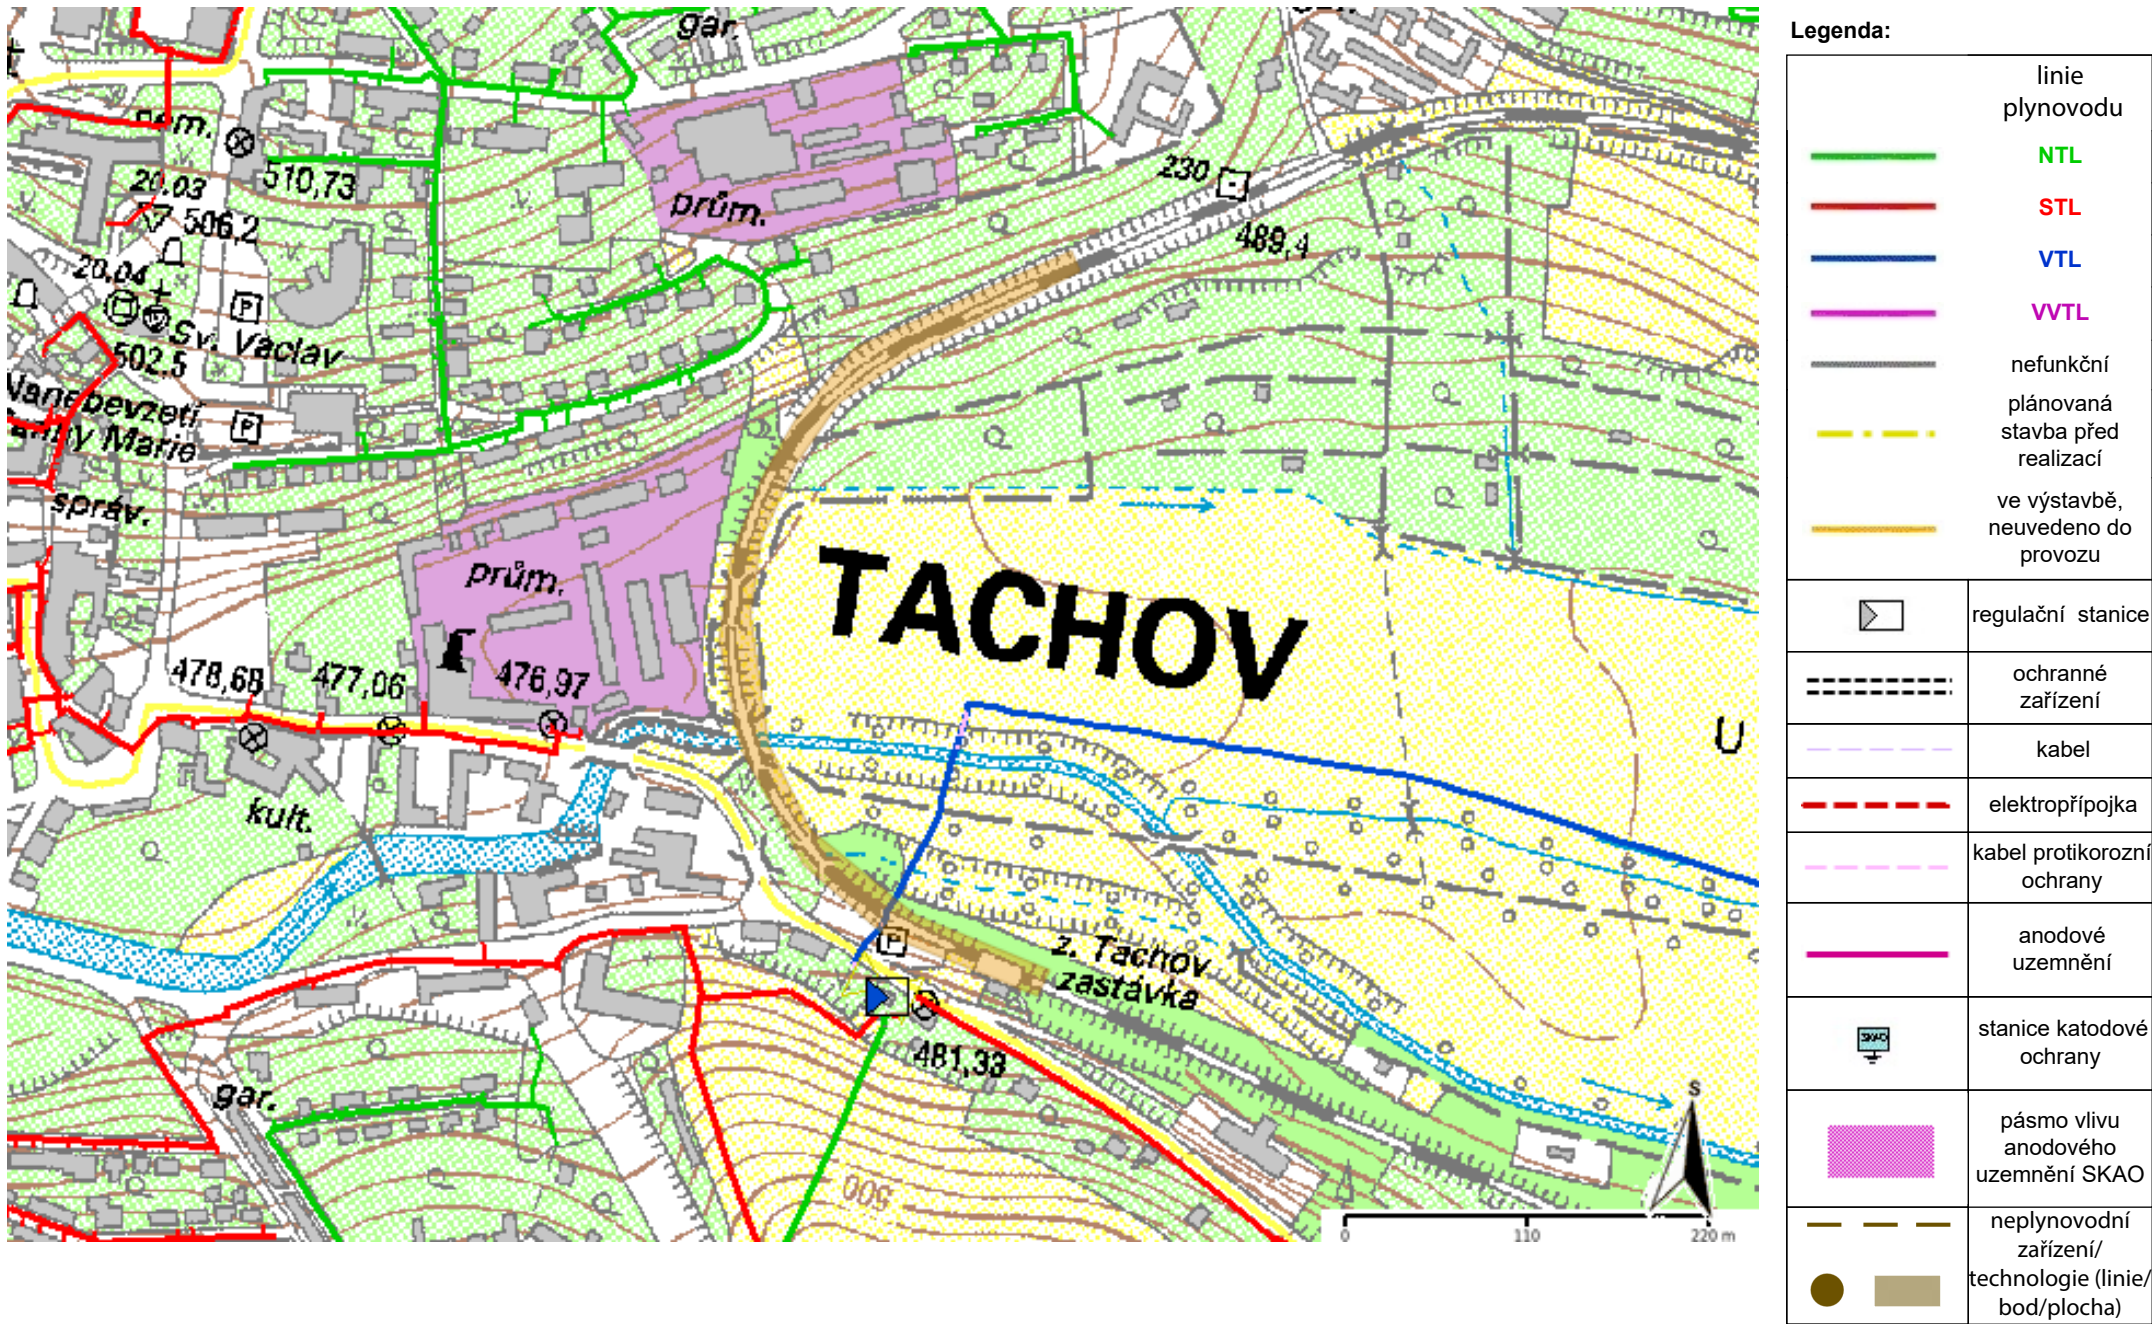 gar.
nem.
510,73
20.03
506,2
20.04
Sv. Václav
502,5
Nanebevzetí
Panny Marie
správ.
prům.
230
489,4
prům.
TACHOV
478,68
477,06
476,97
U
kult.
z. Tachov
zastávka
481,33
gar.
500
P
P
P
S
0
110
220 m
Legenda:
linie
plynovodu
NTL
STL
VTL
VVTL
nefunkční
plánovaná
stavba před
realizací
ve výstavbě,
neuvedeno do
provozu
regulační stanice
ochranné
zařízení
kabel
elektropřípojka
kabel protikorozní
ochrany
anodové
uzemnění
SKAO
stanice katodové
ochrany
pásmo vlivu
anodového
uzemnění SKAO
neplynovodní
zařízení/
technologie (linie/
bod/plocha)